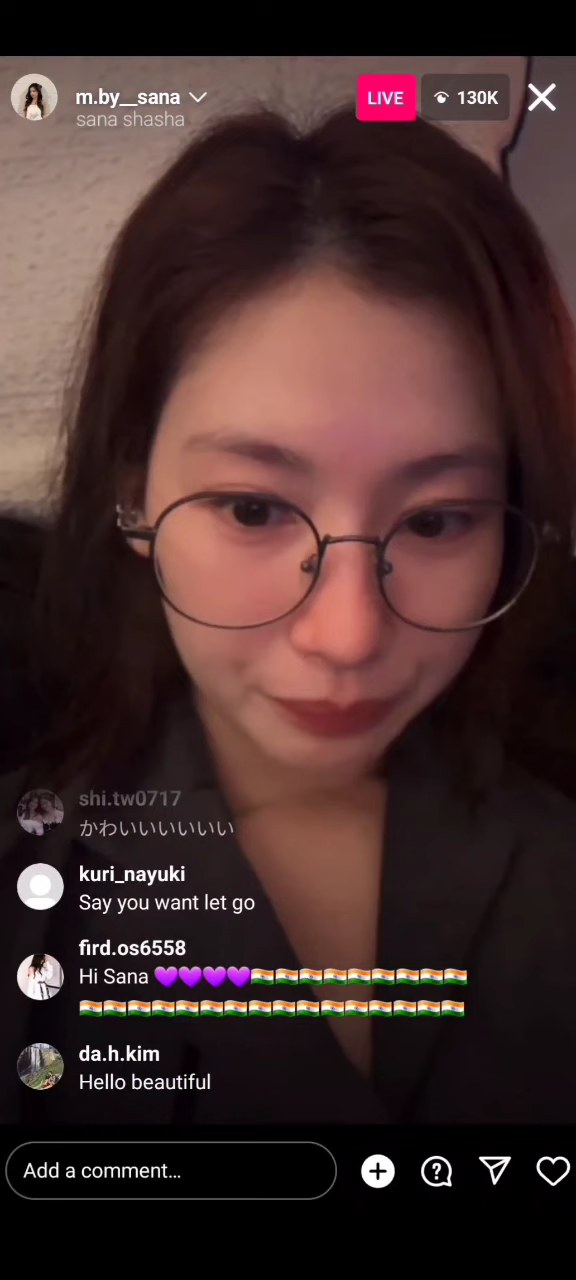 m.by__sana
sana shasha
LIVE
130K
shi.tw0717
かわいいいいいいい
kuri_nayuki
Say you want let go
fird.os6558
Hi Sana 💜💜💜💜🇮🇳🇮🇳🇮🇳🇮🇳🇮🇳🇮🇳🇮🇳🇮🇳🇮🇳
🇮🇳🇮🇳🇮🇳🇮🇳🇮🇳🇮🇳🇮🇳🇮🇳🇮🇳🇮🇳🇮🇳🇮🇳🇮🇳🇮🇳🇮🇳🇮🇳
da.h.kim
Hello beautiful
Add a comment...